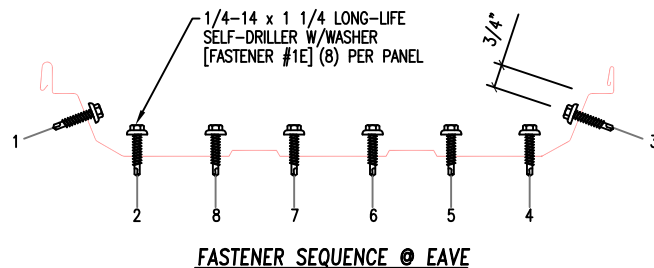 1/4-14 x 1 1/4 LONG-LIFE
SELF-DRILLER W/WASHER
[FASTENER #1E] (8) PER PANEL
3/4"
1
3
2
8
7
6
5
4
FASTENER SEQUENCE @ EAVE